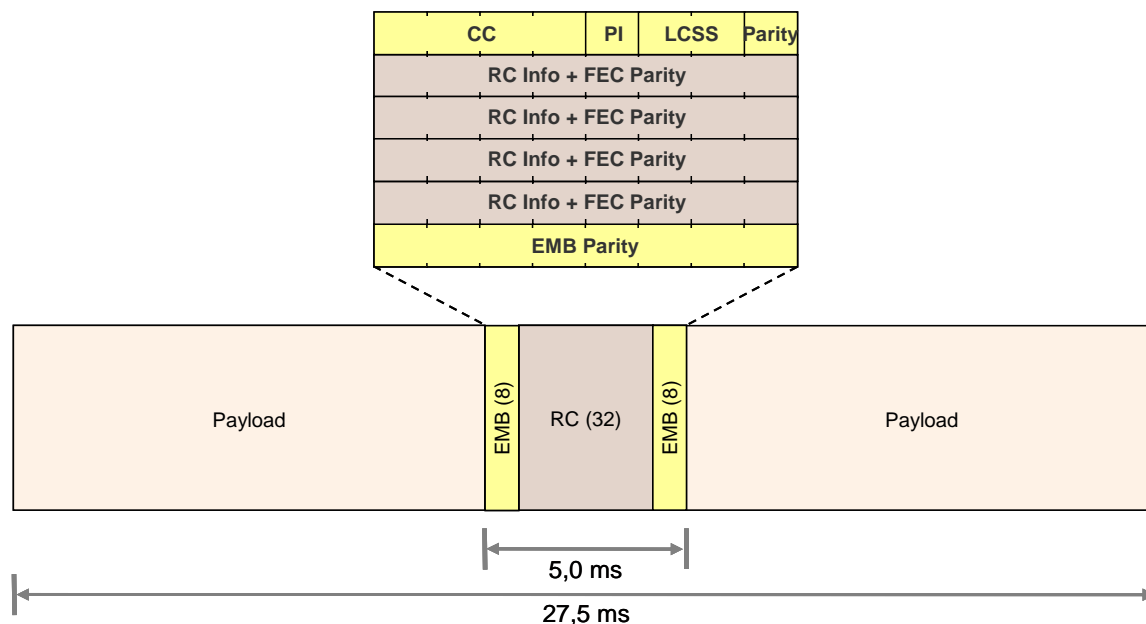 CC PI LCSS Parity
RC Info + FEC Parity
RC Info + FEC Parity
RC Info + FEC Parity
RC Info + FEC Parity
EMB Parity
Payload EMB (8) RC (32) EMB (8) Payload
5,0 ms
27,5 ms